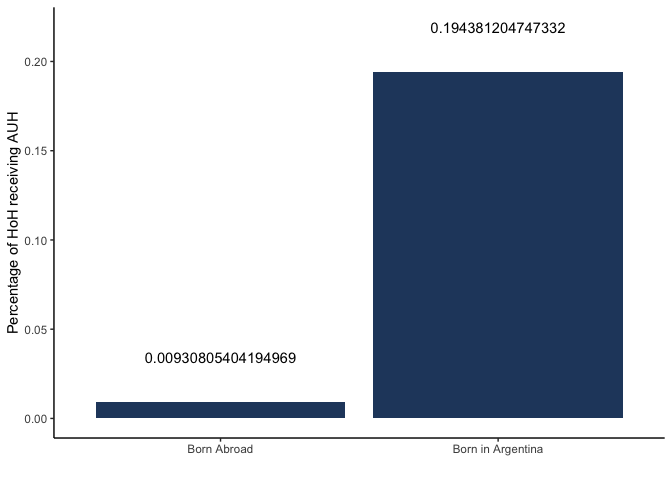 0.194381204747332
0.20
0.15
0.10
0.05
0.00
Percentage of HoH receiving AUH
0.00930805404194969
Born Abroad
Born in Argentina